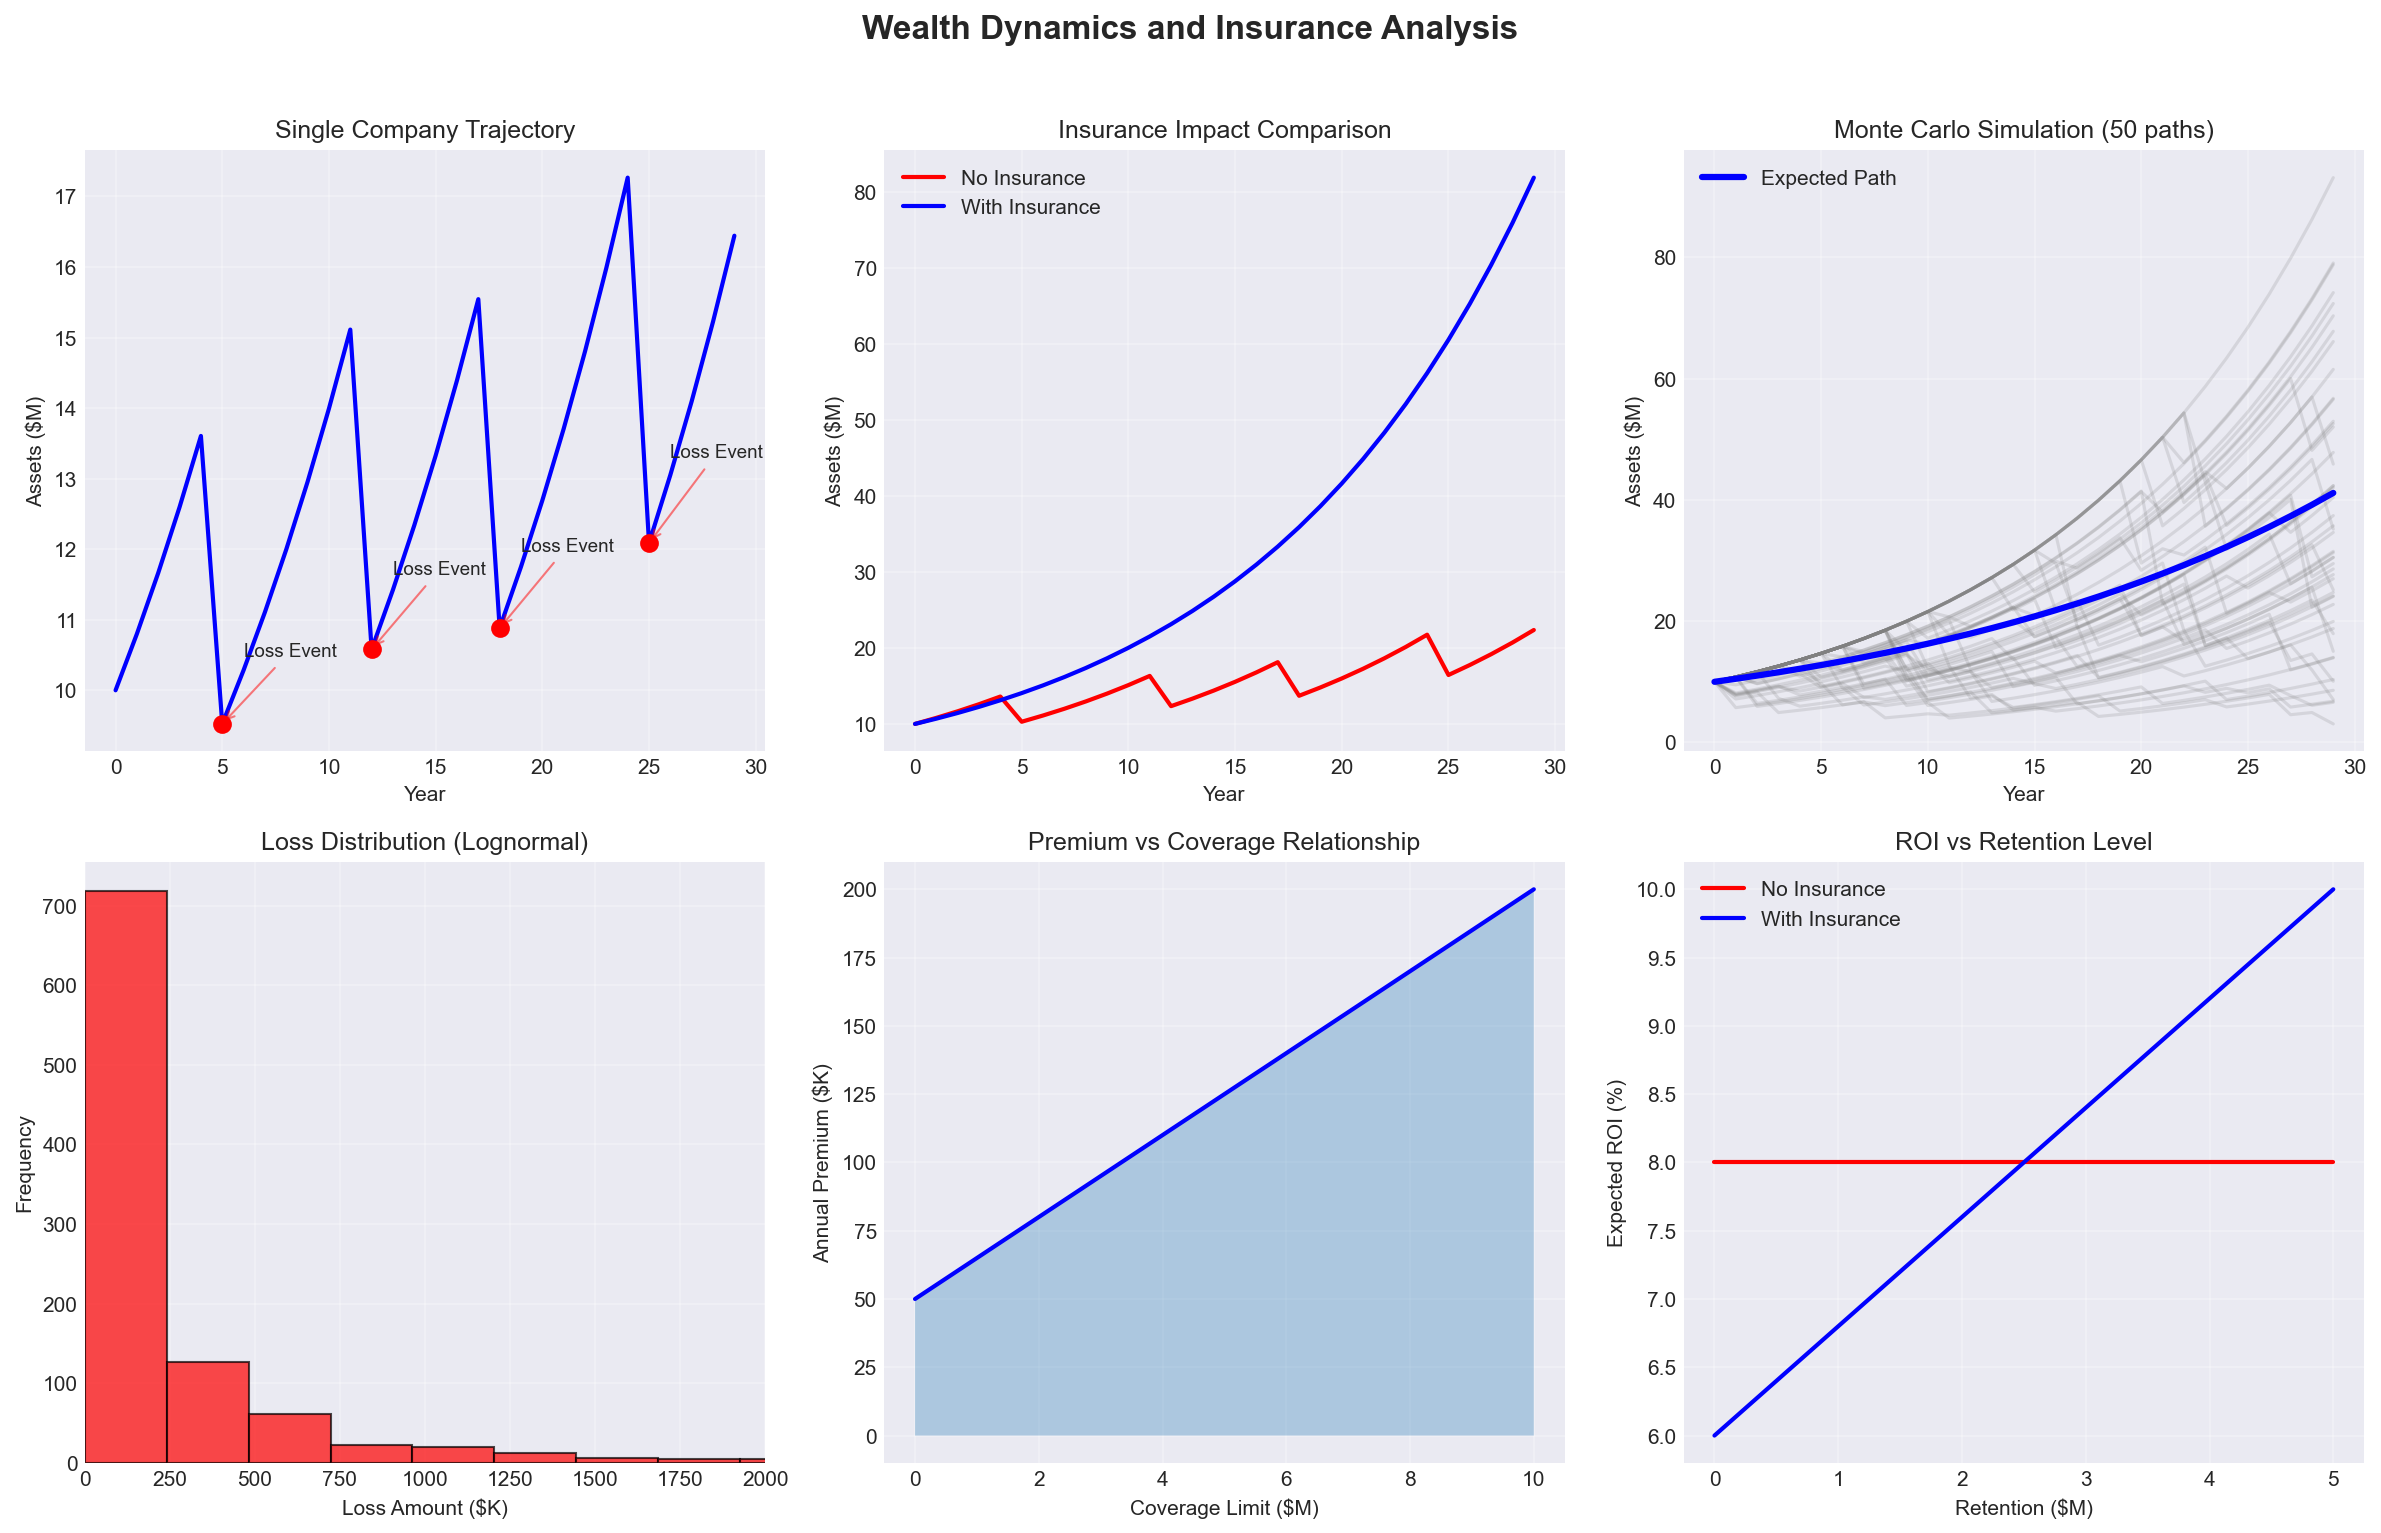 Wealth Dynamics and Insurance Analysis
Single Company Trajectory
Assets ($M)
17
16
15
14
13
12
11
10
Loss Event
Loss Event
Loss Event
Loss Event
0 5 10 15 20 25 30
Year
Insurance Impact Comparison
No Insurance
With Insurance
Assets ($M)
80
70
60
50
40
30
20
10
0 5 10 15 20 25 30
Year
Monte Carlo Simulation (50 paths)
Expected Path
Assets ($M)
80
60
40
20
0
0 5 10 15 20 25 30
Year
Loss Distribution (Lognormal)
Frequency
700
600
500
400
300
200
100
0
0 250 500 750 1000 1250 1500 1750 2000
Loss Amount ($K)
Premium vs Coverage Relationship
Annual Premium ($K)
200
175
150
125
100
75
50
25
0
0 2 4 6 8 10
Coverage Limit ($M)
ROI vs Retention Level
No Insurance
With Insurance
Expected ROI (%)
10.0
9.5
9.0
8.5
8.0
7.5
7.0
6.5
6.0
0 1 2 3 4 5
Retention ($M)